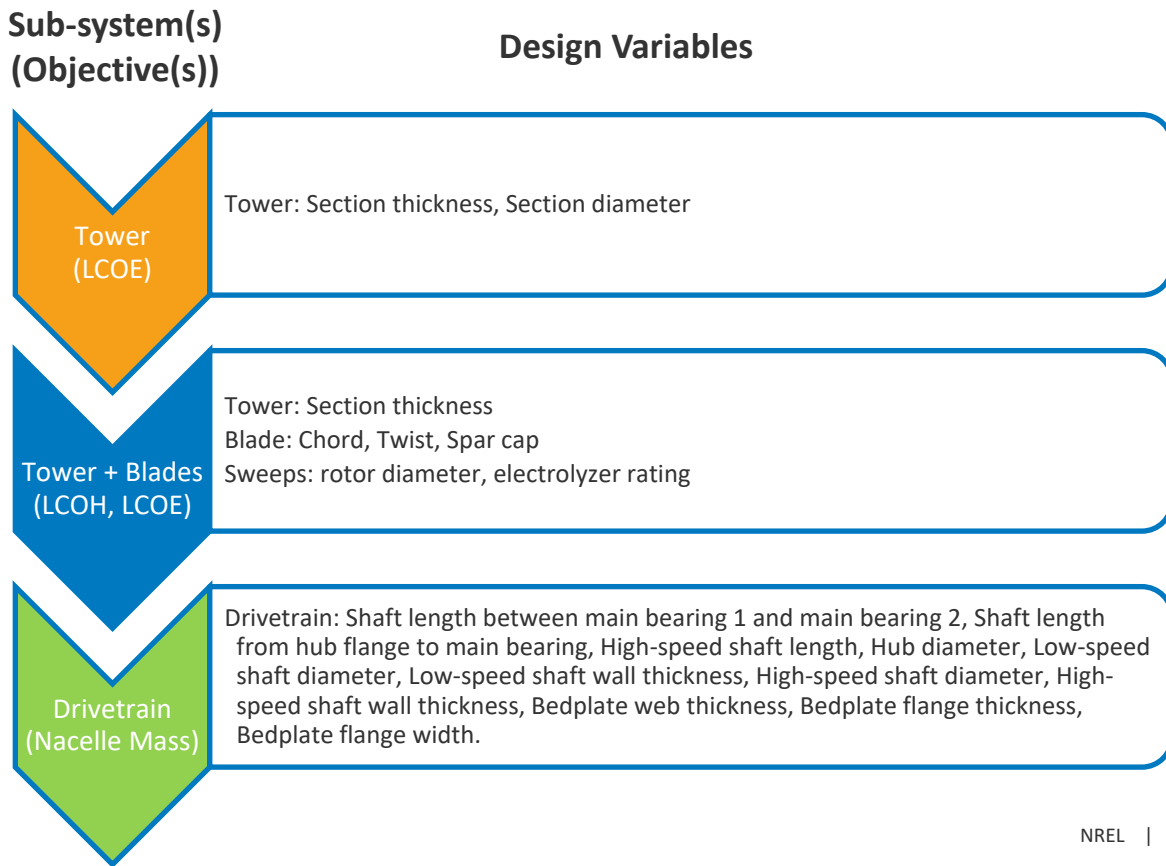 Sub-system(s)
(Objective(s))
Design Variables
Tower
(LCOE)
Tower: Section thickness, Section diameter
Tower + Blades
(LCOH, LCOE)
Tower: Section thickness
Blade: Chord, Twist, Spar cap
Sweeps: rotor diameter, electrolyzer rating
Drivetrain
(Nacelle Mass)
Drivetrain: Shaft length between main bearing 1 and main bearing 2, Shaft length
from hub flange to main bearing, High-speed shaft length, Hub diameter, Low-speed
shaft diameter, Low-speed shaft wall thickness, High-speed shaft diameter, High-
speed shaft wall thickness, Bedplate web thickness, Bedplate flange thickness,
Bedplate flange width.
NREL |